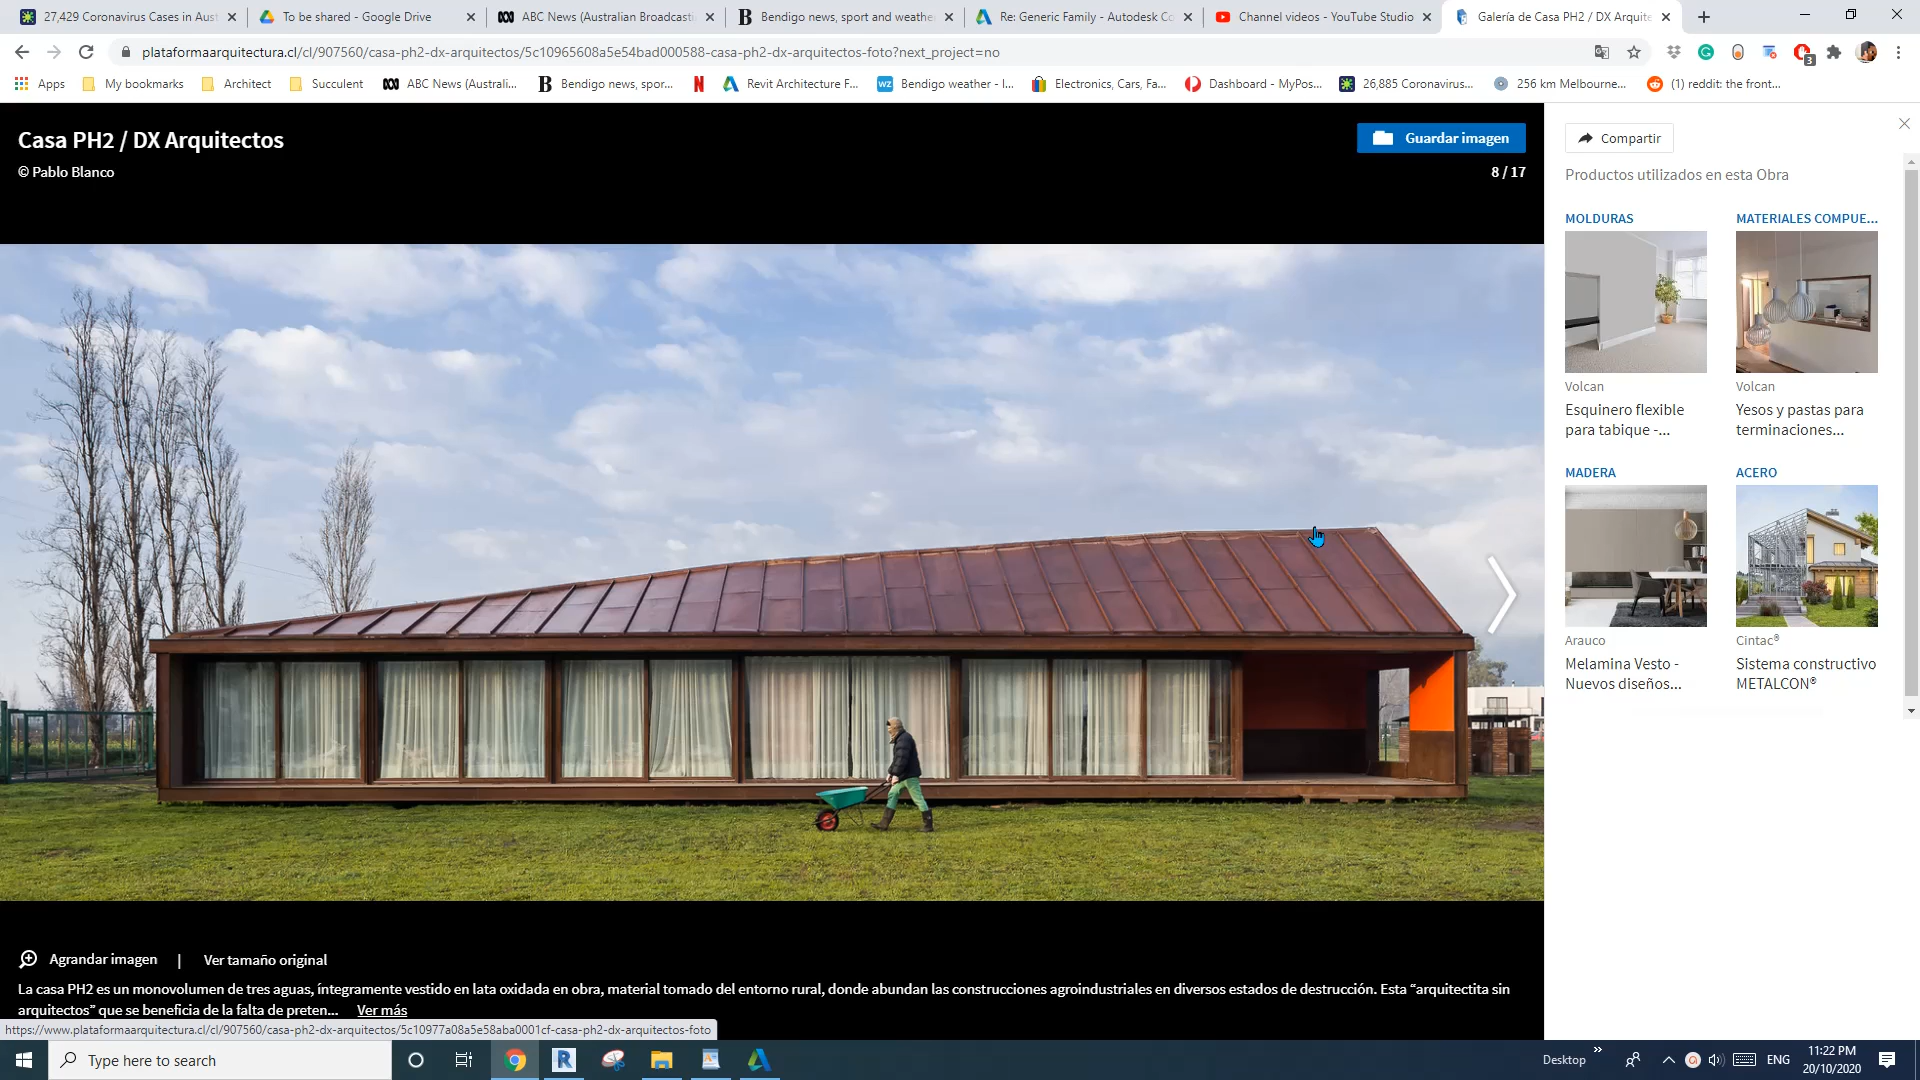 27,429 Coronavirus Cases in Aust
To be shared - Google Drive
ABC News (Australian Broadcasti
Bendigo news, sport and weathe
Re: Generic Family - Autodesk Co
Channel videos - YouTube Studio
Galería de Casa PH2 / DX Arquite
plataformaarquitectura.cl/cl/907560/casa-ph2-dx-arquitectos/5c10965608a5e54bad000588-casa-ph2-dx-arquitectos-foto?next_project=no
3
Apps
My bookmarks
Architect
Succulent
ABC News (Australi...
Bendigo news, spor...
Revit Architecture F...
Bendigo weather - l...
Electronics, Cars, Fa...
Dashboard - MyPos...
26,885 Coronavirus...
256 km Melbourne...
(1) reddit: the front...
Casa PH2 / DX Arquitectos
© Pablo Blanco
Guardar imagen
8 / 17
Compartir
Productos utilizados en esta Obra
MOLDURAS
MATERIALES COMPUE...
Volcan
Volcan
Esquinero flexible
para tabique -...
Yesos y pastas para
terminaciones...
MADERA
ACERO
Arauco
Cintac®
Melamina Vesto -
Nuevos diseños...
Sistema constructivo
METALCON®
Agrandar imagen | Ver tamaño original
La casa PH2 es un monovolumen de tres aguas, íntegramente vestido en lata oxidada en obra, material tomado del entorno rural, donde abundan las construcciones agroindustriales en diversos estados de destrucción. Esta “arquitectita sin
arquitectos” que se beneficia de la falta de preten... Ver más
https://www.plataformaarquitectura.cl/cl/907560/casa-ph2-dx-arquitectos/5c10977a08a5e58aba0001cf-casa-ph2-dx-arquitectos-foto
Type here to search
Desktop
ENG
11:22 PM
20/10/2020